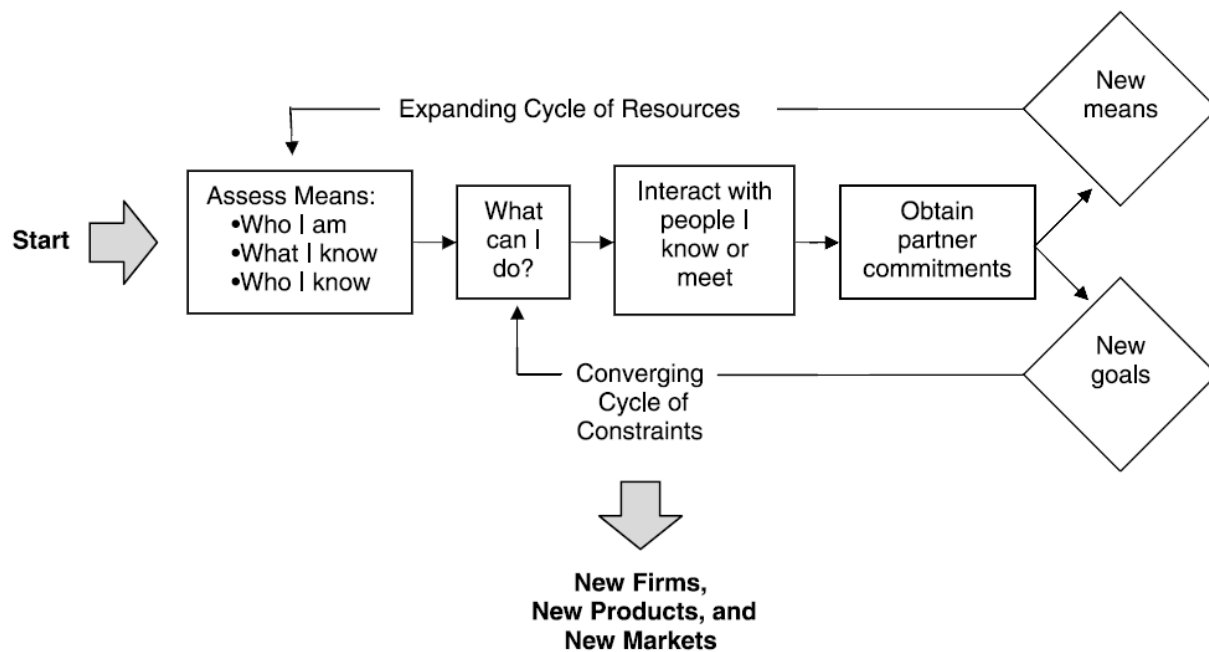 New
means
Expanding Cycle of Resources
Start
Assess Means:
•Who I am
•What I know
•Who I know
What
can I
do?
Interact with
people I
know or
meet
Obtain
partner
commitments
New
goals
Converging
Cycle of
Constraints
New Firms,
New Products, and
New Markets